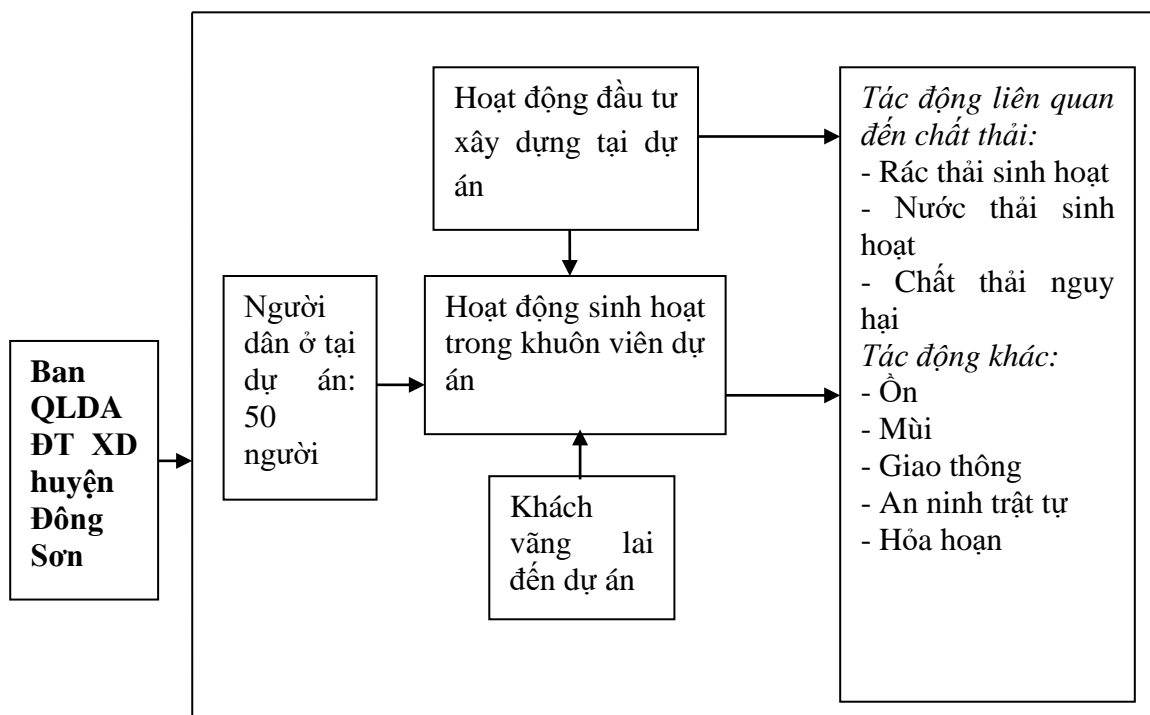 Ban
QLDA
ĐT XD
huyện
Đông
Sơn
Người
dân ở tại
dự án:
50
người
Hoạt động đầu tư
xây dựng tại dự
án
Hoạt động sinh hoạt
trong khuôn viên dự
án
Khách
vãng lai
đến dự án
Tác động liên quan
đến chất thải:
- Rác thải sinh hoạt
- Nước thải sinh
hoạt
- Chất thải nguy
hại
Tác động khác:
- Ồn
- Mùi
- Giao thông
- An ninh trật tự
- Hỏa hoạn